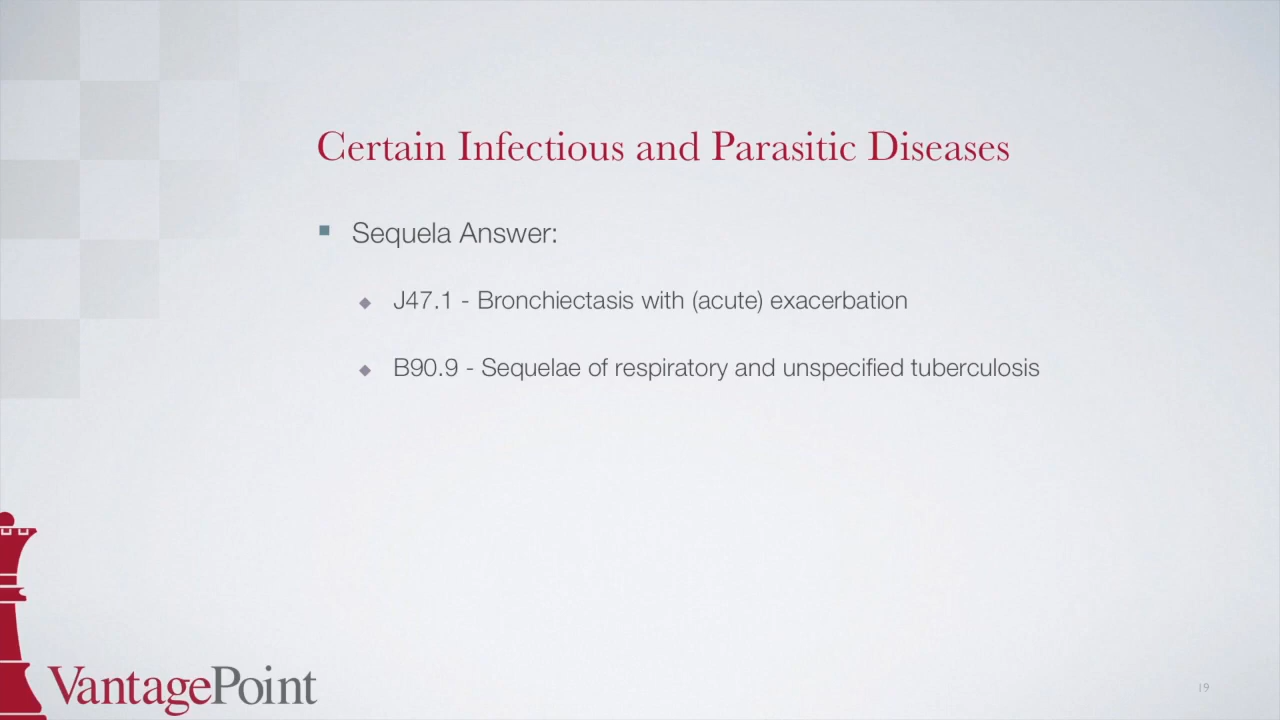 Certain Infectious and Parasitic Diseases
Sequela Answer:
J47.1 - Bronchiectasis with (acute) exacerbation
B90.9 - Sequelae of respiratory and unspecified tuberculosis
VantagePoint
19